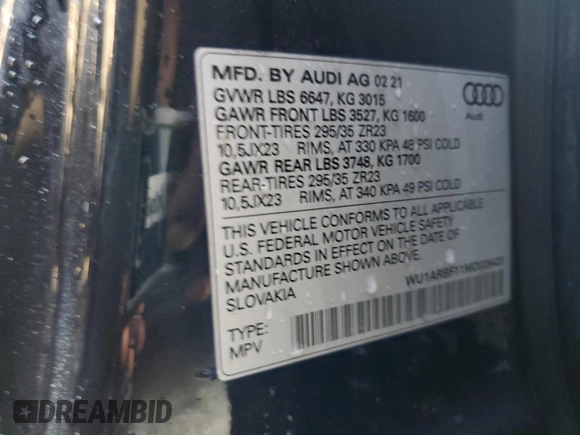 MFD. BY AUDI AG 02 21
GVWR LBS 6647, KG 3015
GAWR FRONT LBS 3527, KG 1600
FRONT-TIRES 295/35 ZR23
10,5JX23 RIMS, AT 330 KPA 48 PSI COLD
GAWR REAR LBS 3748, KG 1700
REAR-TIRES 295/35 ZR23
10,5JX23 RIMS, AT 340 KPA 49 PSI COLD
Audi
THIS VEHICLE CONFORMS TO ALL APPLICABLE
U.S. FEDERAL MOTOR VEHICLE SAFETY
STANDARDS IN EFFECT ON THE DATE OF
MANUFACTURE SHOWN ABOVE.
SLOVAKIA
TYPE:
MPV
DREAMBID